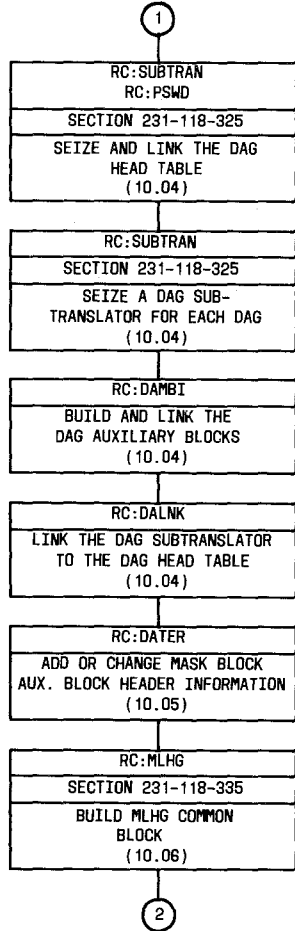 1
RC:SUBTRAN
RC:PSWD
SECTION 231-118-325
SEIZE AND LINK THE DAG
HEAD TABLE
(10.04)
RC:SUBTRAN
SECTION 231-118-325
SEIZE A DAG SUB-
TRANSLATOR FOR EACH DAG
(10.04)
RC:DAMBI
BUILD AND LINK THE
DAG AUXILIARY BLOCKS
(10.04)
RC:DALNK
LINK THE DAG SUBTRANSLATOR
TO THE DAG HEAD TABLE
(10.04)
RC:DATER
ADD OR CHANGE MASK BLOCK
AUX. BLOCK HEADER INFORMATION
(10.05)
RC:MLHG
SECTION 231-118-335
BUILD MLHG COMMON
BLOCK
(10.06)
2